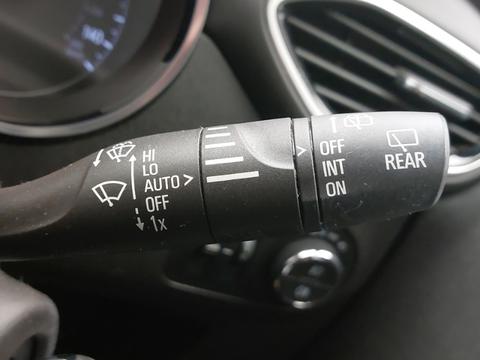 HI
LO
AUTO >
OFF
1x
>
OFF
INT
ON
REAR